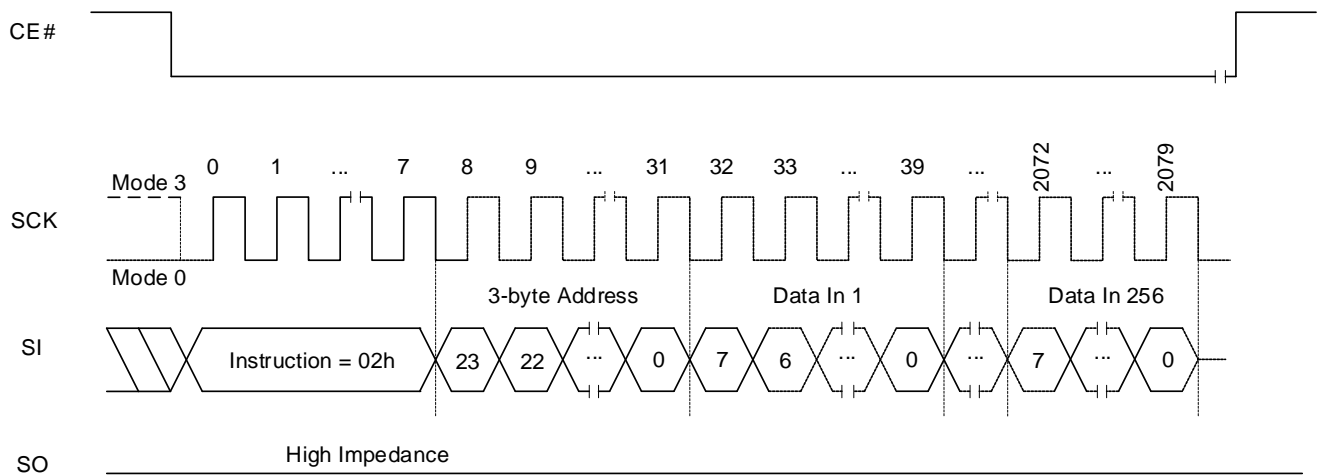 CE#
0 1 ... 7 8 9 ... 31 32 33 ... 39 ... 2072 ... 2079
Mode 3
SCK
Mode 0
3-byte Address Data In 1 Data In 256
SI Instruction = 02h 23 22 ... 0 7 6 ... 0 ... 7 ... 0
High Impedance
SO